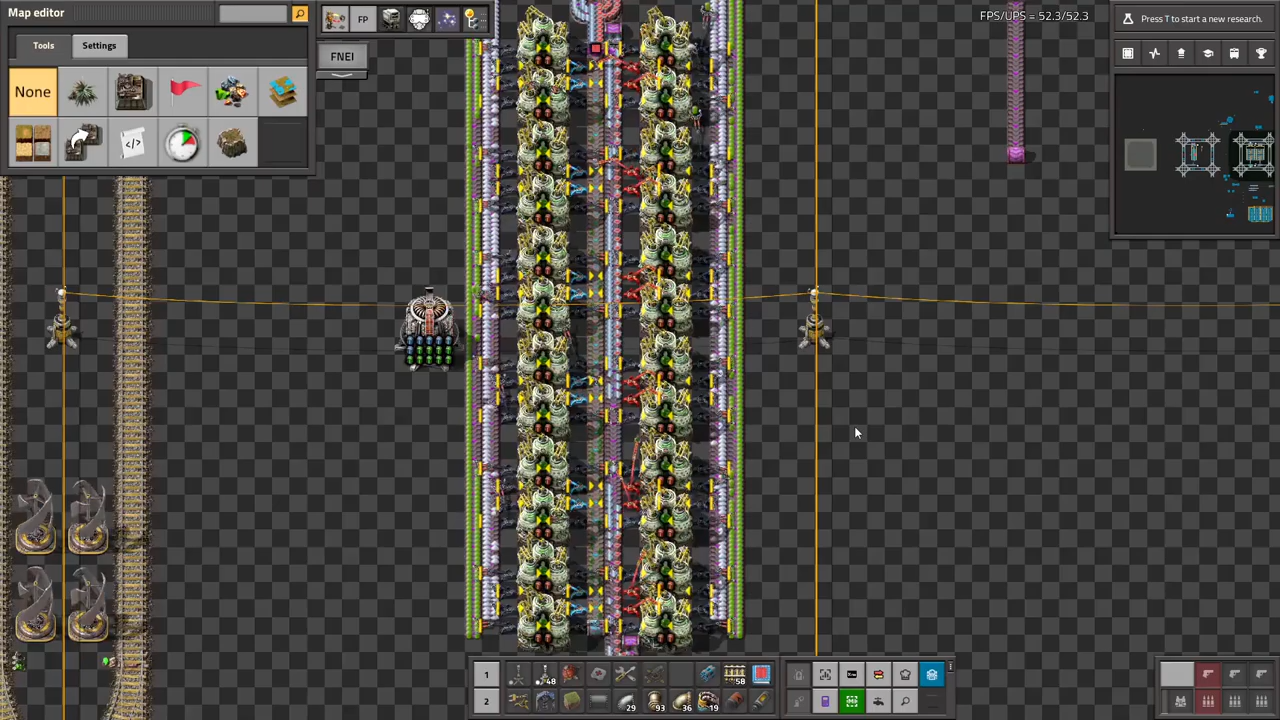 Map editor
Tools
Settings
None
</>
FP
FNEI
FPS/UPS = 52.3/52.3
Press T to start a new research.
1
48
58
2
29
93
36
19